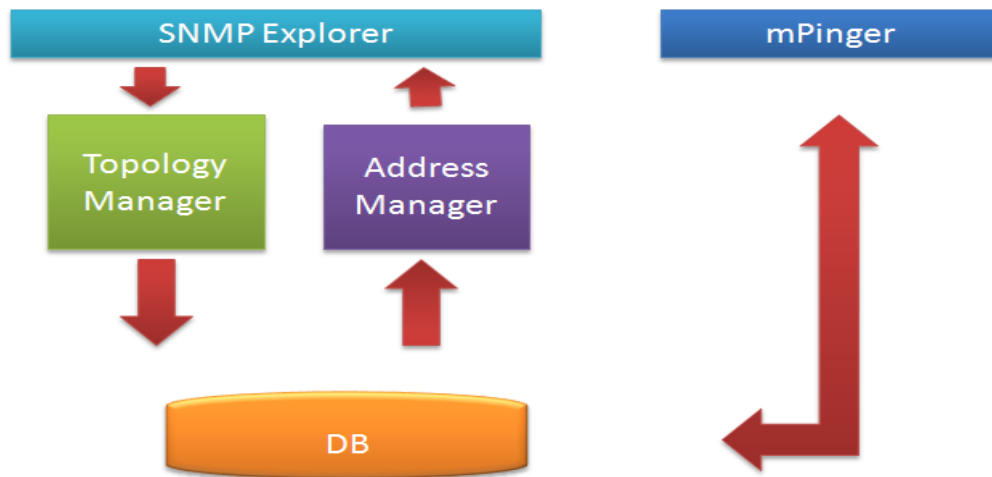 SNMP Explorer
mPinger
Topology
Manager
Address
Manager
DB